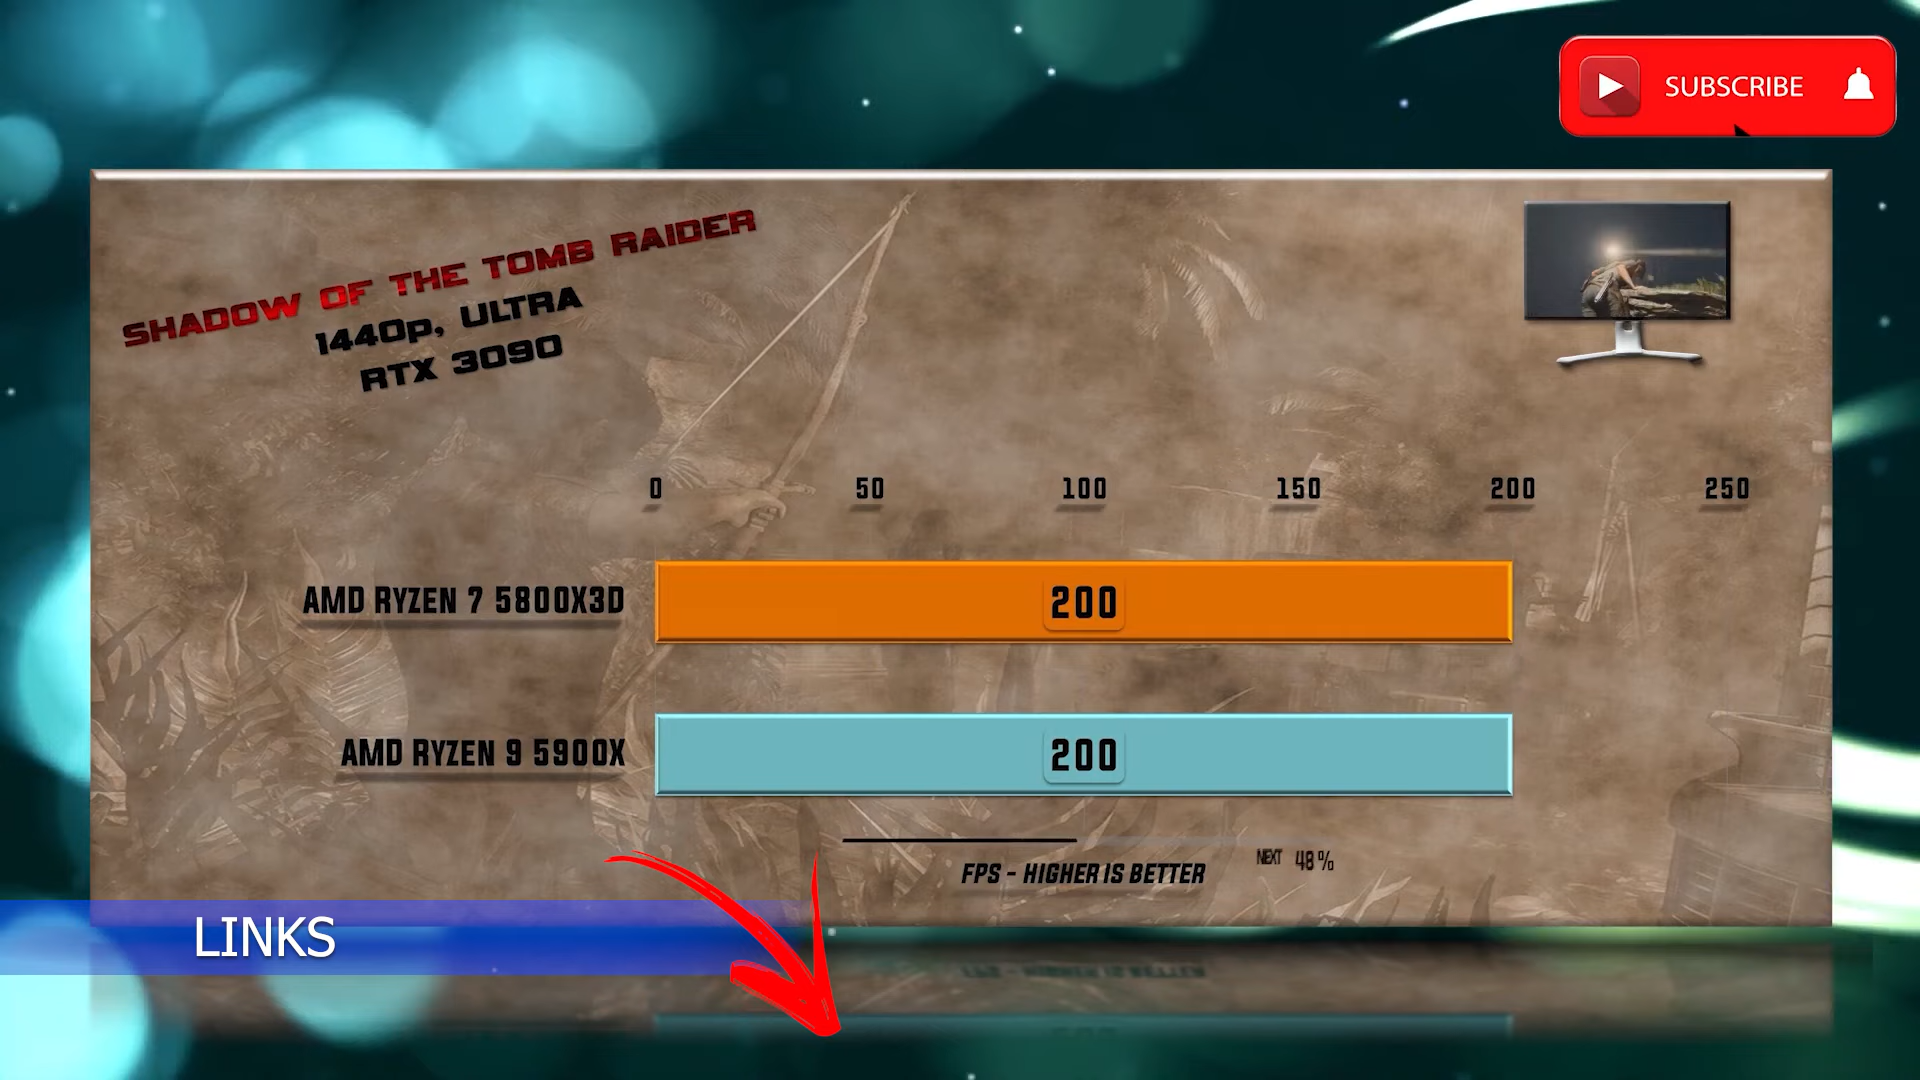 SUBSCRIBE
SHADOW OF THE TOMB RAIDER
1440p, ULTRA
RTX 3090
0 50 100 150 200 250
AMD RYZEN 7 5800X3D 200
AMD RYZEN 9 5900X 200
NEXT 48%
FPS - HIGHER IS BETTER
LINKS